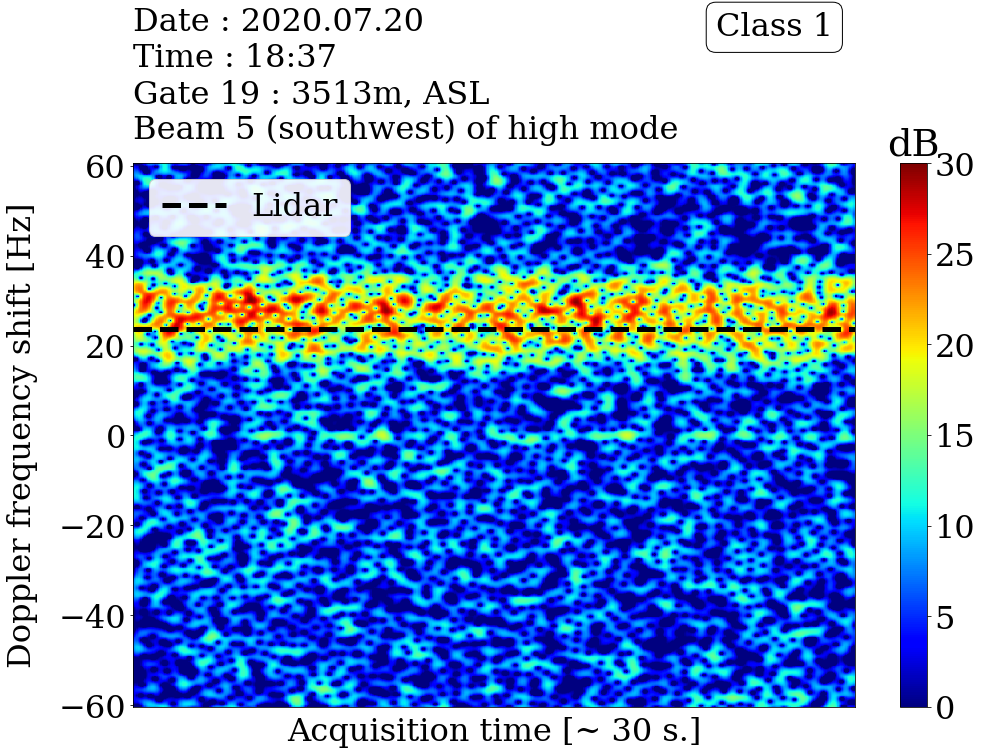 Date : 2020.07.20
Time : 18:37
Gate 19 : 3513m, ASL
Beam 5 (southwest) of high mode
Class 1
dB
Lidar
Doppler frequency shift [Hz]
60
40
20
0
−20
−40
−60
30
25
20
15
10
5
0
Acquisition time [~ 30 s.]